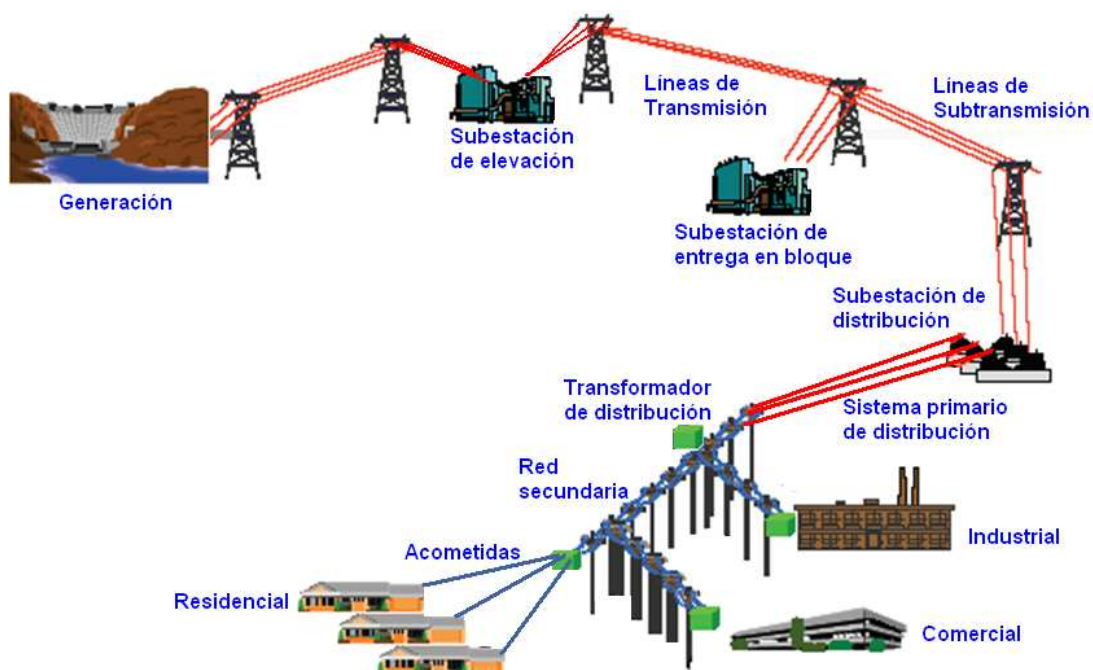 Líneas de
Transmisión
Líneas de
Subtransmisión
Subestación
de elevación
Generación
Subestación de
entrega en bloque
Subestación de
distribución
Transformador
de distribución
Sistema primario
de distribución
Red
secundaria
Industrial
Acometidas
Residencial
Comercial